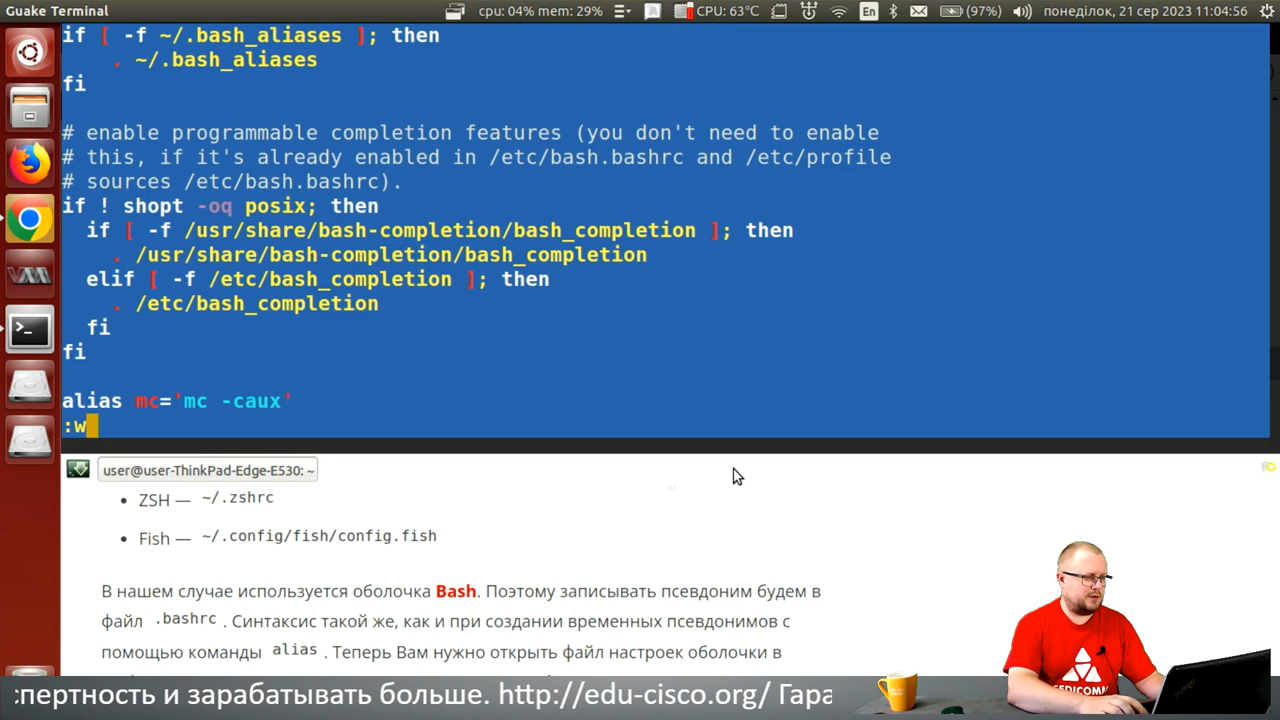 Guake Terminal
cpu: 04% mem: 29%
A
CPU: 63°C
En
(97%)
понеділок, 21 сер 2023 11:04:56
if [ -f ~/.bash_aliases ]; then
. ~/.bash_aliases
fi
# enable programmable completion features (you don't need to enable
# this, if it's already enabled in /etc/bash.bashrc and /etc/profile
# sources /etc/bash.bashrc).
if ! shopt -oq posix; then
if [ -f /usr/share/bash-completion/bash_completion ]; then
. /usr/share/bash-completion/bash_completion
elif [ -f /etc/bash_completion ]; then
. /etc/bash_completion
fi
fi
alias mc='mc -caux'
:w
user@user-ThinkPad-Edge-E530: ~
• ZSH — ~/.zshrc
• Fish — ~/.config/fish/config.fish
В нашем случае используется оболочка Bash. Поэтому записывать псевдоним будем в
файл .bashrc . Синтаксис такой же, как и при создании временных псевдонимов с
помощью команды alias . Теперь Вам нужно открыть файл настроек оболочки в
спертность и зарабатывать больше. http://edu-cisco.org/ Гара